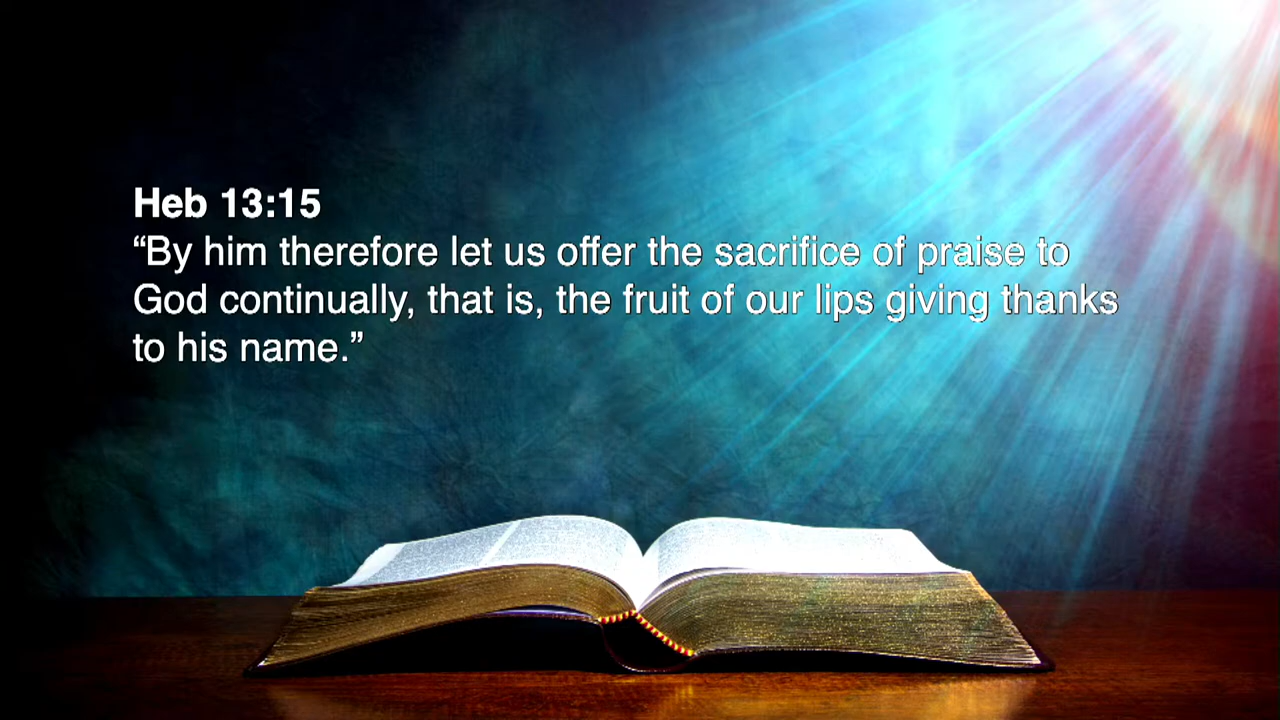 Heb 13:15
“By him therefore let us offer the sacrifice of praise to
God continually, that is, the fruit of our lips giving thanks
to his name.”